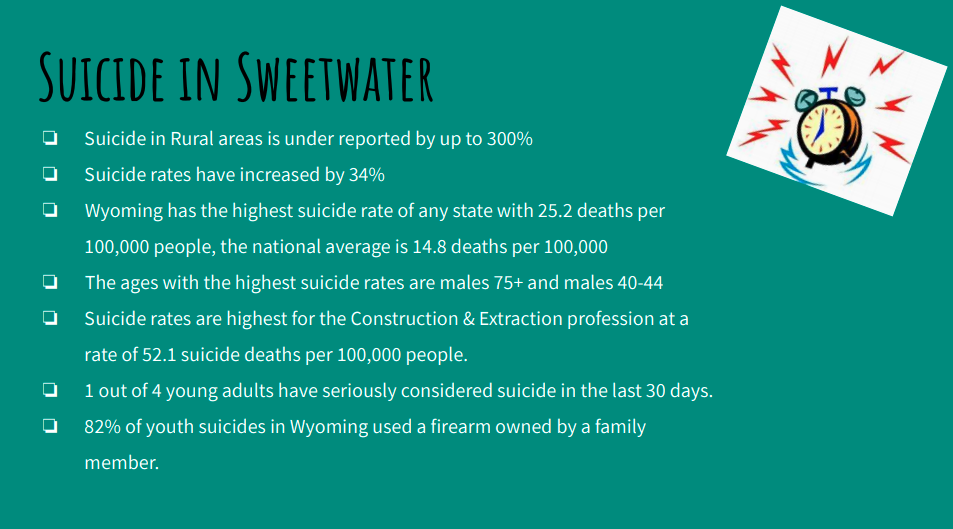 Suicide in Sweetwater
Suicide in Rural areas is under reported by up to 300%
Suicide rates have increased by 34%
Wyoming has the highest suicide rate of any state with 25.2 deaths per
100,000 people, the national average is 14.8 deaths per 100,000
The ages with the highest suicide rates are males 75+ and males 40-44
Suicide rates are highest for the Construction & Extraction profession at a
rate of 52.1 suicide deaths per 100,000 people.
1 out of 4 young adults have seriously considered suicide in the last 30 days.
82% of youth suicides in Wyoming used a firearm owned by a family
member.